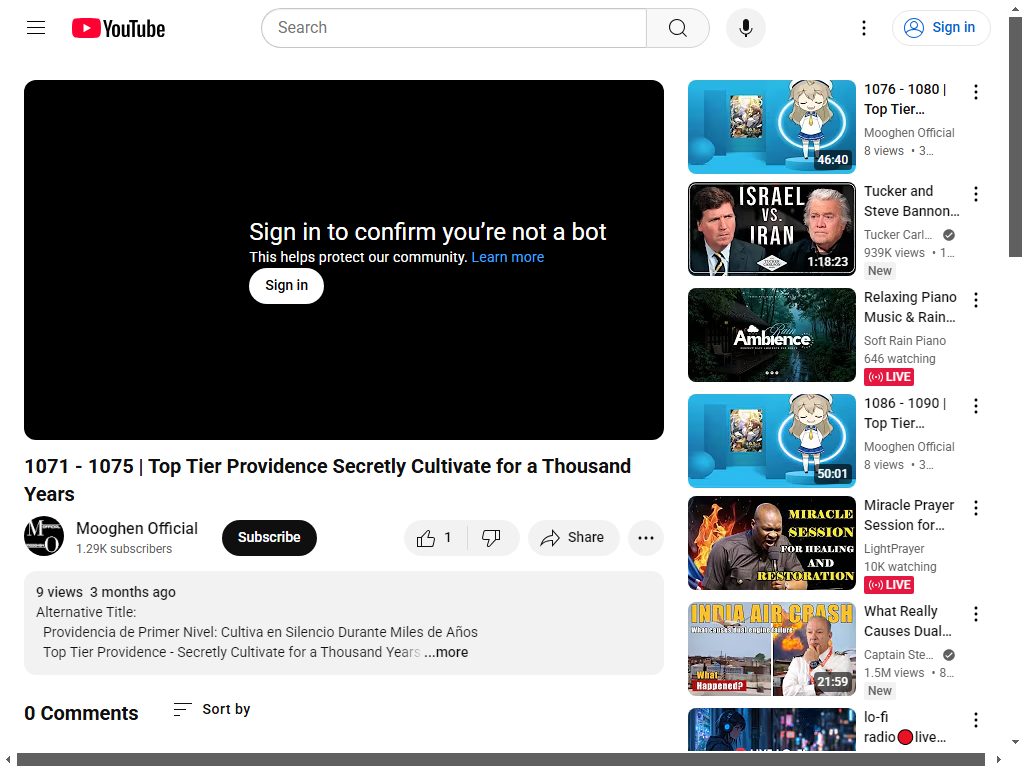 YouTube
Search
Sign in
Sign in to confirm you're not a bot
This helps protect our community. Learn more
Sign in
1071 - 1075 | Top Tier Providence Secretly Cultivate for a Thousand
Years
Mooghen Official
1.29K subscribers
Subscribe
1
Share
9 views 3 months ago
Alternative Title:
Providencia de Primer Nivel: Cultiva en Silencio Durante Miles de Años
Top Tier Providence - Secretly Cultivate for a Thousand Years ...more
0 Comments
Sort by
46:40
1076 - 1080 |
Top Tier…
Mooghen Official
8 views • 3…
ISRAEL
VS.
IRAN
1:18:23
Tucker and
Steve Bannon…
Tucker Carl…
939K views • 1…
New
Rain
Ambience
Relaxing Piano
Music & Rain…
Soft Rain Piano
646 watching
LIVE
50:01
1086 - 1090 |
Top Tier…
Mooghen Official
8 views • 3…
MIRACLE
SESSION
FOR HEALING
AND
RESTORATION
Miracle Prayer
Session for…
LightPrayer
10K watching
LIVE
INDIA AIR CRASH
What causes dual engine failure
What
Happened?
21:59
What Really
Causes Dual…
Captain Ste…
1.5M views • 8…
New
lo-fi
radio🔴live…